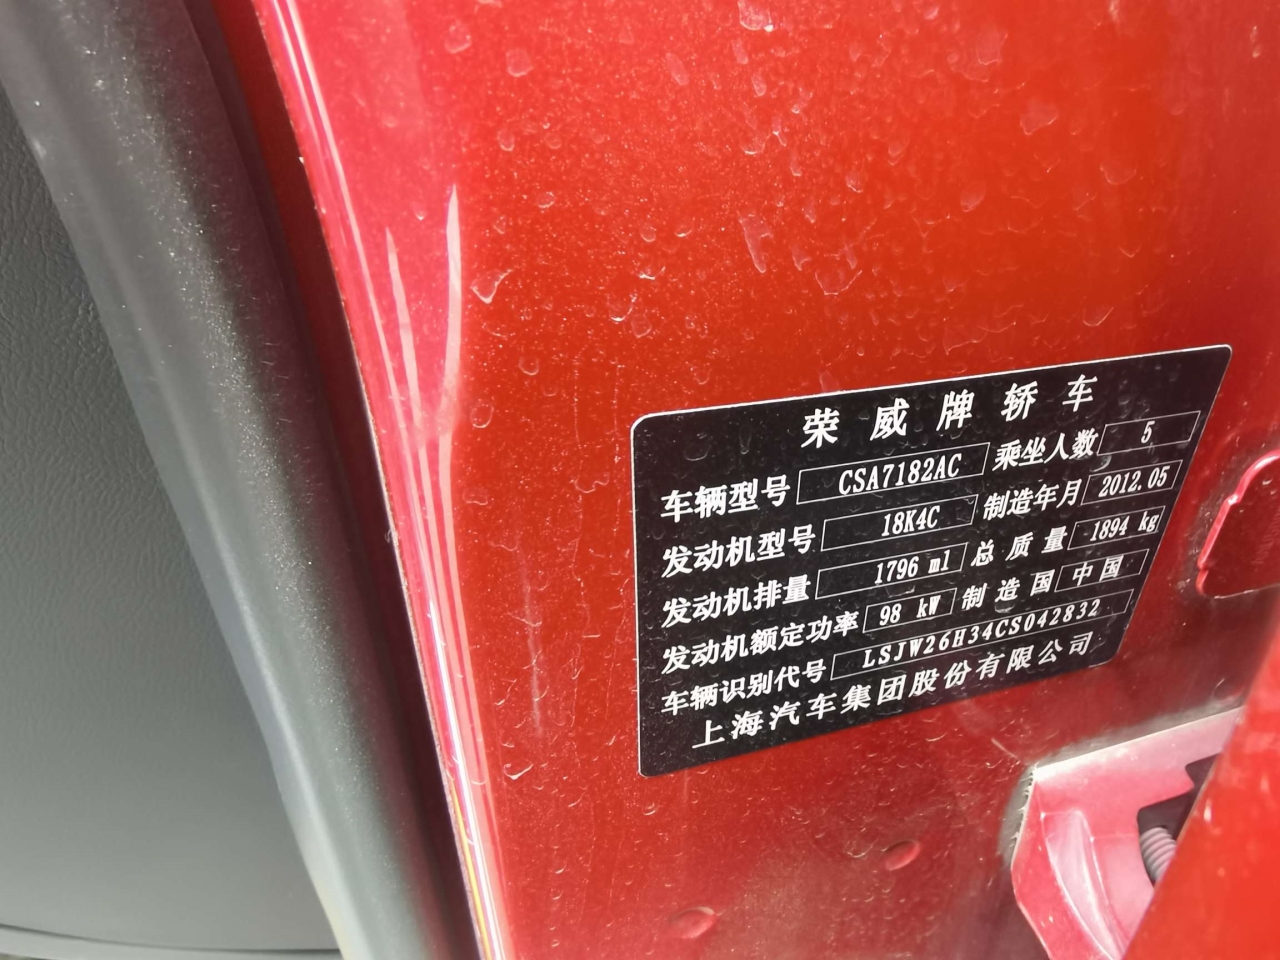 荣威牌轿车
车辆型号 CSA7182AC 乘坐人数 5
发动机型号 18K4C 制造年月 2012.05
发动机排量 1796 ml 总质量 1894 kg
发动机额定功率 98 kW 制造国 中国
车辆识别代号 LSJW26H34CS042832
上海汽车集团股份有限公司